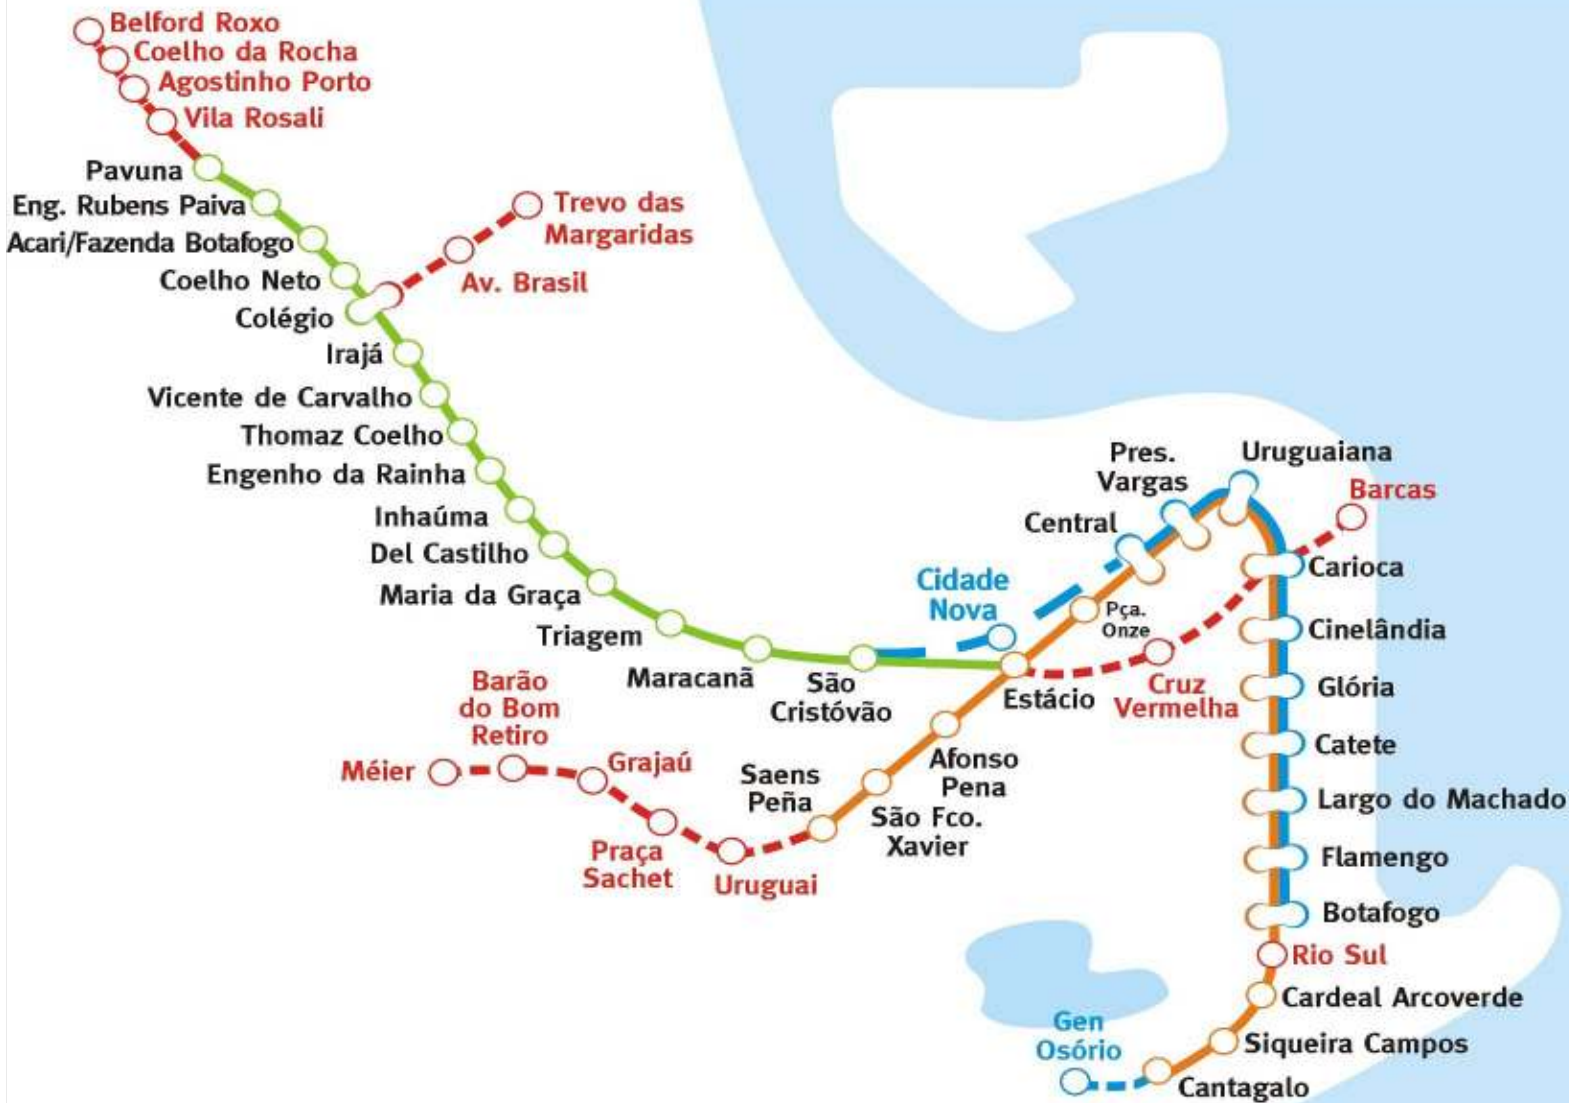 Belford Roxo
Coelho da Rocha
Agostinho Porto
Vila Rosali
Pavuna
Eng. Rubens Paiva
Acari/Fazenda Botafogo
Coelho Neto
Colégio
Trevo das
Margaridas
Av. Brasil
Irajá
Vicente de Carvalho
Thomaz Coelho
Engenho da Rainha
Inhaúma
Del Castilho
Maria da Graça
Triagem
Maracanã
São
Cristóvão
Cidade
Nova
Central
Pres.
Vargas
Uruguaiana
Barcas
Carioca
Pça.
Onze
Estácio
Cruz
Vermelha
Cinelândia
Glória
Catete
Largo do Machado
Flamengo
Botafogo
Rio Sul
Cardeal Arcoverde
Siqueira Campos
Cantagalo
Gen
Osório
Afonso
Pena
São Fco.
Xavier
Saens
Peña
Uruguai
Praça
Sachet
Grajaú
Barão
do Bom
Retiro
Méier